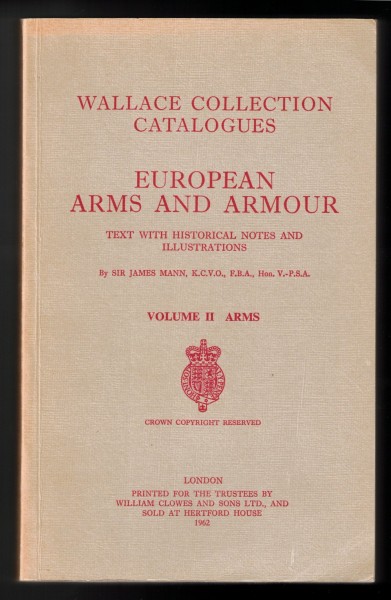 WALLACE COLLECTION
CATALOGUES
EUROPEAN
ARMS AND ARMOUR
TEXT WITH HISTORICAL NOTES AND
ILLUSTRATIONS
By SIR JAMES MANN, K.C.V.O., F.B.A., Hon. V.-P.S.A.
VOLUME II ARMS
CROWN COPYRIGHT RESERVED
LONDON
PRINTED FOR THE TRUSTEES BY
WILLIAM CLOWES AND SONS LTD., AND
SOLD AT HERTFORD HOUSE
1962